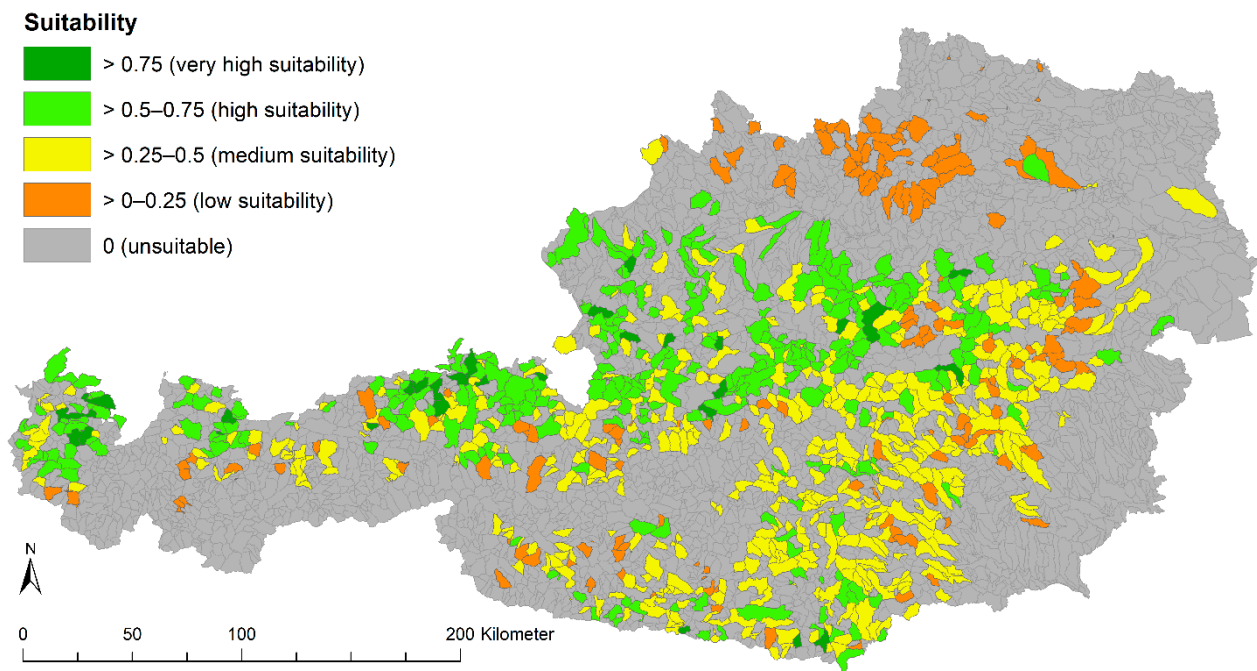 Suitability
> 0.75 (very high suitability)
> 0.5–0.75 (high suitability)
> 0.25–0.5 (medium suitability)
> 0–0.25 (low suitability)
0 (unsuitable)
N
0 50 100 200 Kilometer